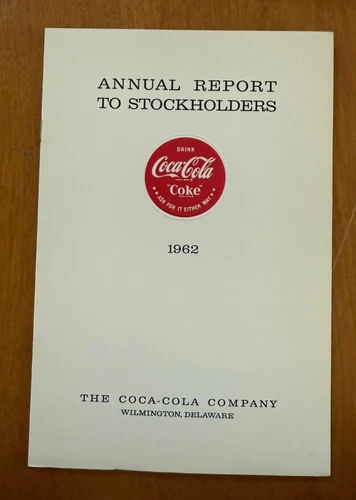 ANNUAL REPORT
TO STOCKHOLDERS
DRINK
Coca-Cola
"Coke"
ASK FOR IT EITHER WAY
1962
THE COCA-COLA COMPANY
WILMINGTON, DELAWARE